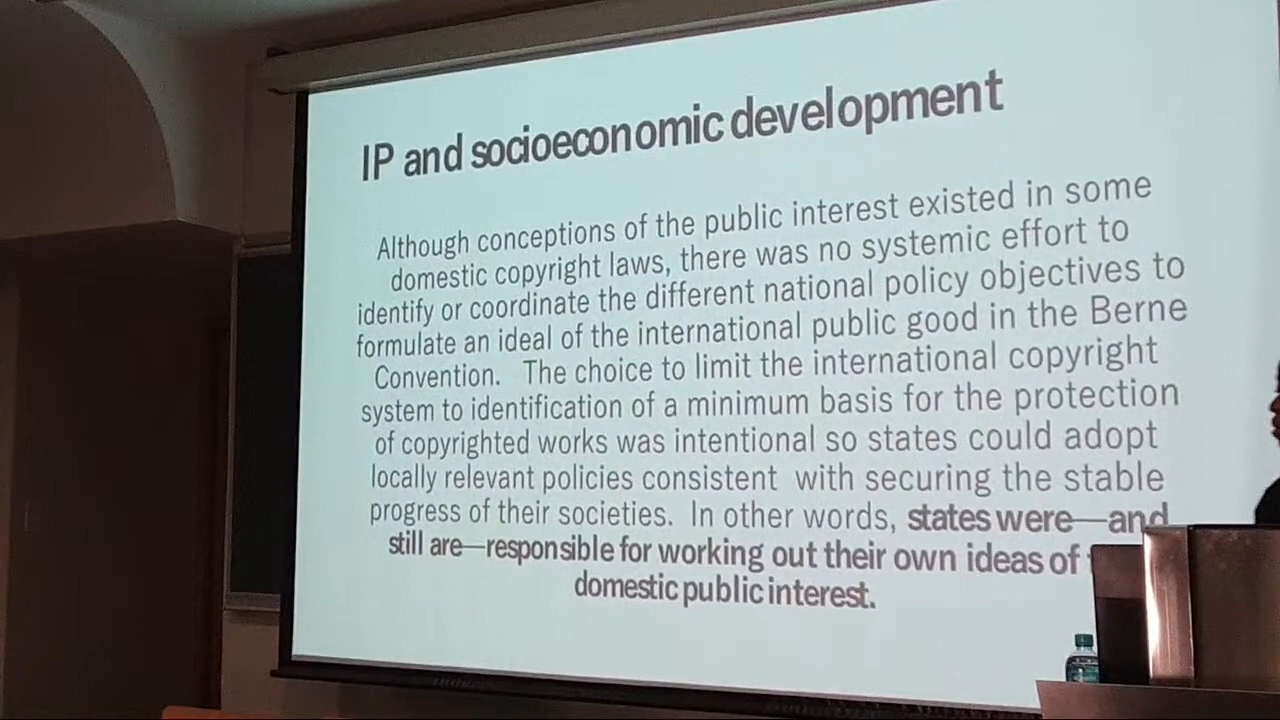 IP and socioeconomic development
Although conceptions of the public interest existed in some
domestic copyright laws, there was no systemic effort to
identify or coordinate the different national policy objectives to
formulate an ideal of the international public good in the Berne
Convention. The choice to limit the international copyright
system to identification of a minimum basis for the protection
of copyrighted works was intentional so states could adopt
locally relevant policies consistent with securing the stable
progress of their societies. In other words, states were—and
still are—responsible for working out their own ideas of
domestic public interest.